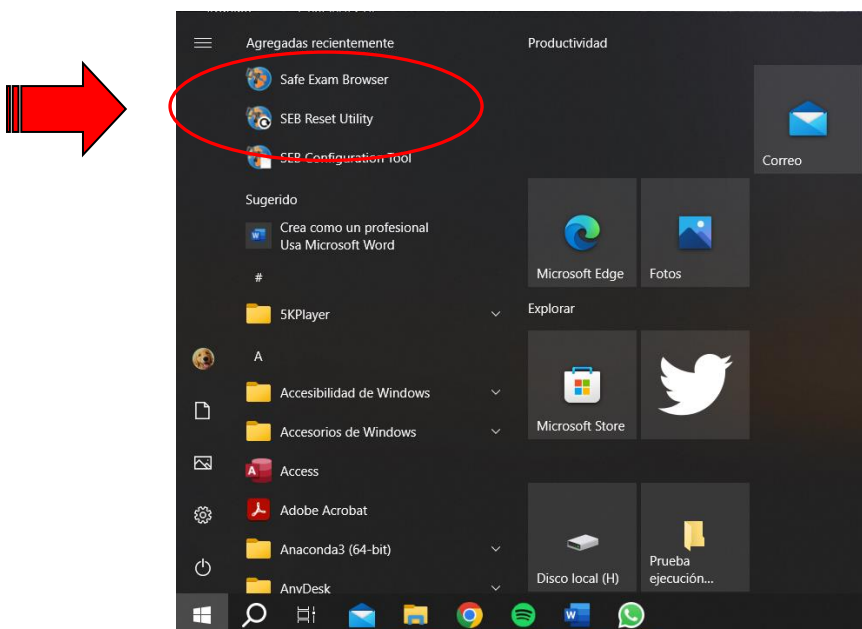 Agregadas recientemente
Safe Exam Browser
SEB Reset Utility
SEB Configuration Tool
Sugerido
Crea como un profesional
Usa Microsoft Word
#
5KPlayer
A
Accesibilidad de Windows
Accesorios de Windows
Access
Adobe Acrobat
Anaconda3 (64-bit)
AnyDesk
Productividad
Correo
Microsoft Edge
Fotos
Explorar
Microsoft Store
Disco local (H)
Prueba
ejecución...